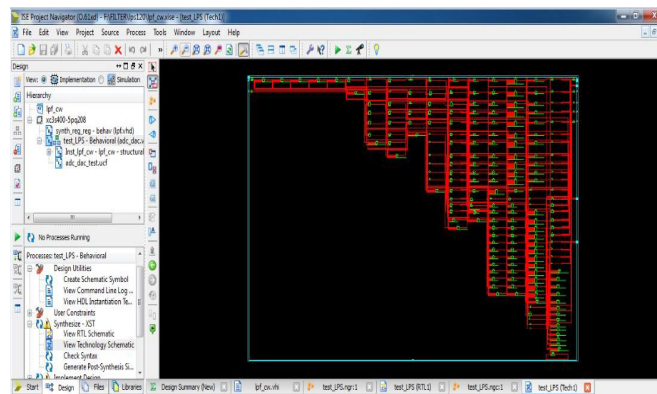 ISE Project Navigator (O.61xd) - F:\FILTER\lps120\lpf_cw.xise - [test_LPS (Tech1)]
File Edit View Project Source Process Tools Window Layout Help
Design
View: Implementation Simulation
Hierarchy
lpf_cw
xc3s400-5pq208
synth_reg_reg - behav (lpf.vhd)
test_LPS - Behavioral (adc_dac.v
Inst_lpf_cw - lpf_cw - structural
adc_dac_test.ucf
No Processes Running
Processes: test_LPS - Behavioral
Design Utilities
Create Schematic Symbol
View Command Line Log ...
View HDL Instantiation Te...
User Constraints
Synthesize - XST
View RTL Schematic
View Technology Schematic
Check Syntax
Generate Post-Synthesis Si...
Implement Design
Start Design Files Libraries Design Summary (New) lpf_cw.vhi test_LPS.ngr:1 test_LPS (RTL1) test_LPS.ngc:1 test_LPS (Tech1)